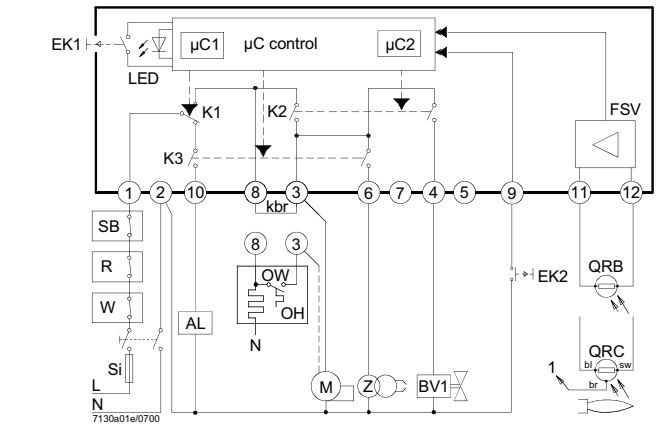 EK1
LED
µC1
µC control
µC2
FSV
K1
K2
K3
1
2
10
8
3
6
7
4
5
9
11
12
kbr
SB
R
W
Si
L
N
AL
8
3
OW
OH
N
M
Z
BV1
EK2
QRB
QRC
bl
sw
br
1
7130a01e/0700